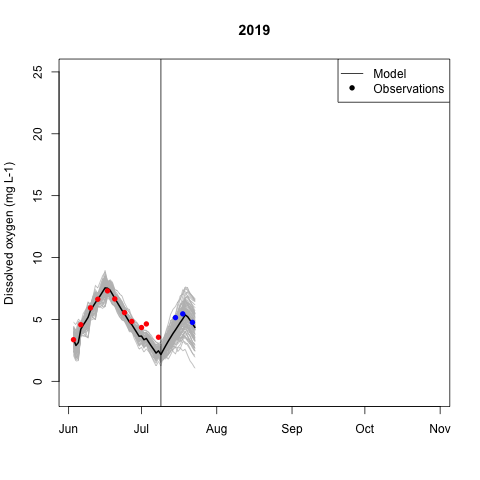 2019
Model
Observations
Dissolved oxygen (mg L-1)
25
20
15
10
5
0
Jun Jul Aug Sep Oct Nov